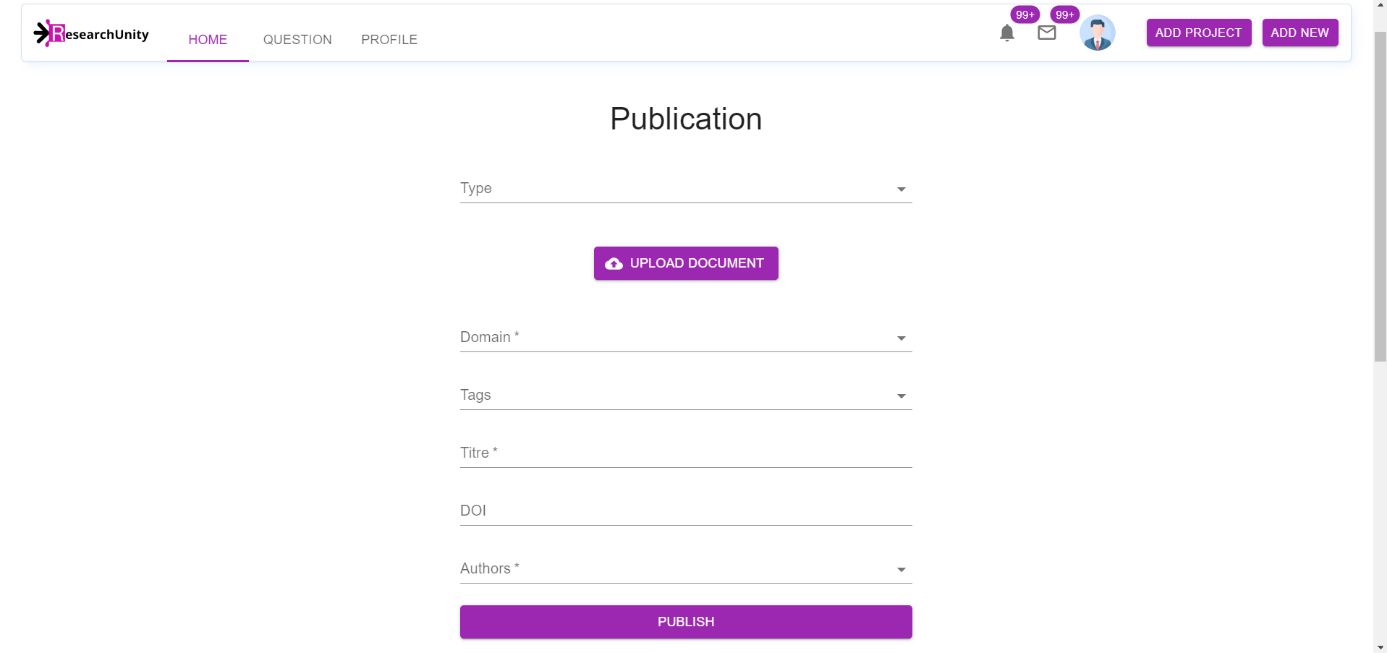 99+ 99+
ResearchUnity HOME QUESTION PROFILE ADD PROJECT ADD NEW
Publication
Type
UPLOAD DOCUMENT
Domain *
Tags
Titre *
DOI
Authors *
PUBLISH